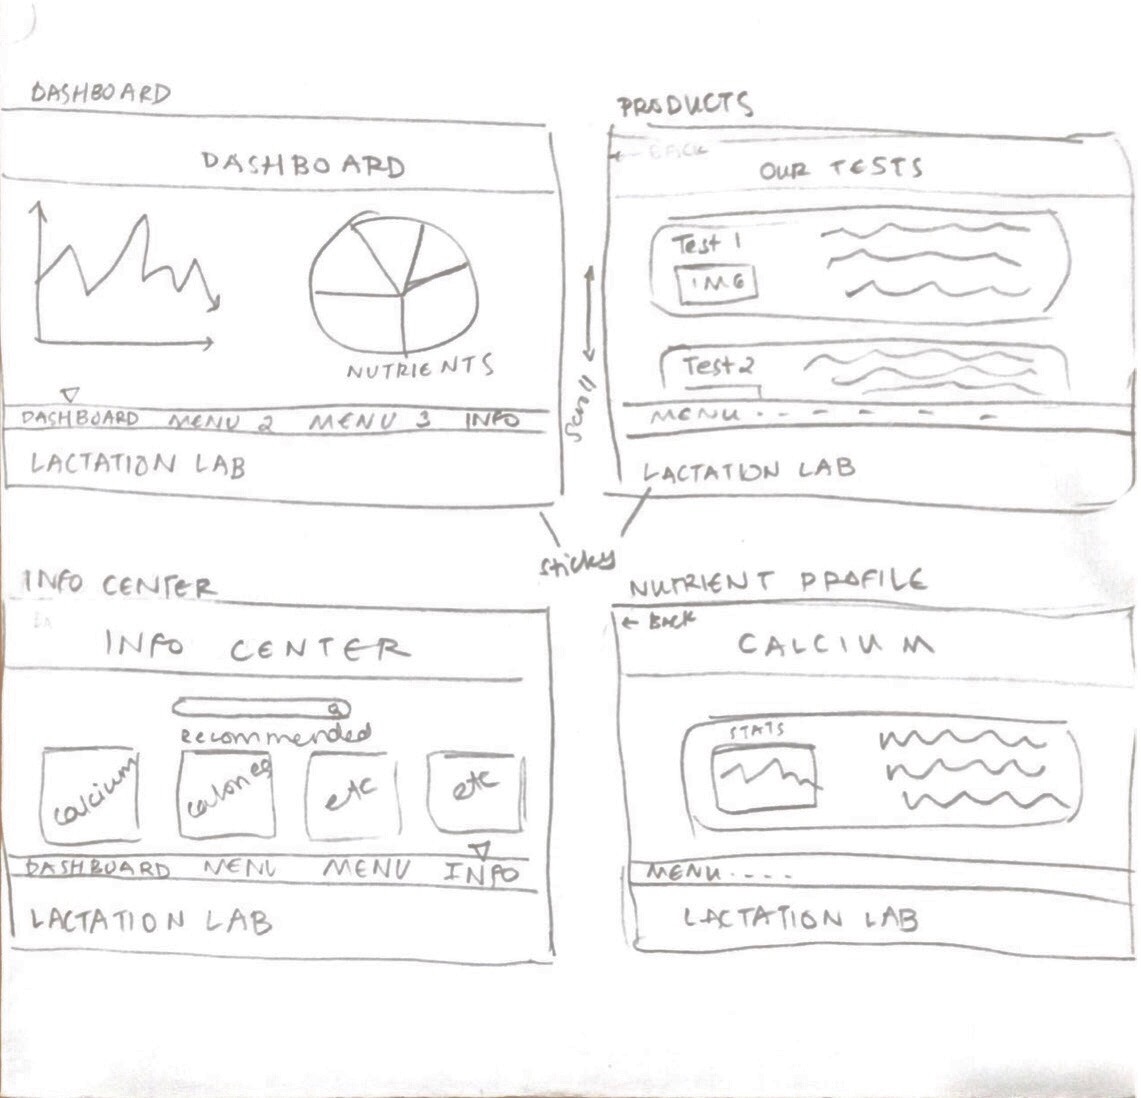 DASHBOARD
DASHBOARD
NUTRIENTS
DASHBOARD MENU 2 MENU 3 INFO
LACTATION LAB
PRODUCTS
← BACK
OUR TESTS
Test 1
IMG
Test 2
MENU - - - - - -
LACTATION LAB
Scroll
Sticky
INFO CENTER
INFO CENTER
Recommended
calcium
calories
etc
etc
DASHBOARD MENU MENU INFO
LACTATION LAB
NUTRIENT PROFILE
← BACK
CALCIUM
STATS
MENU - - - -
LACTATION LAB